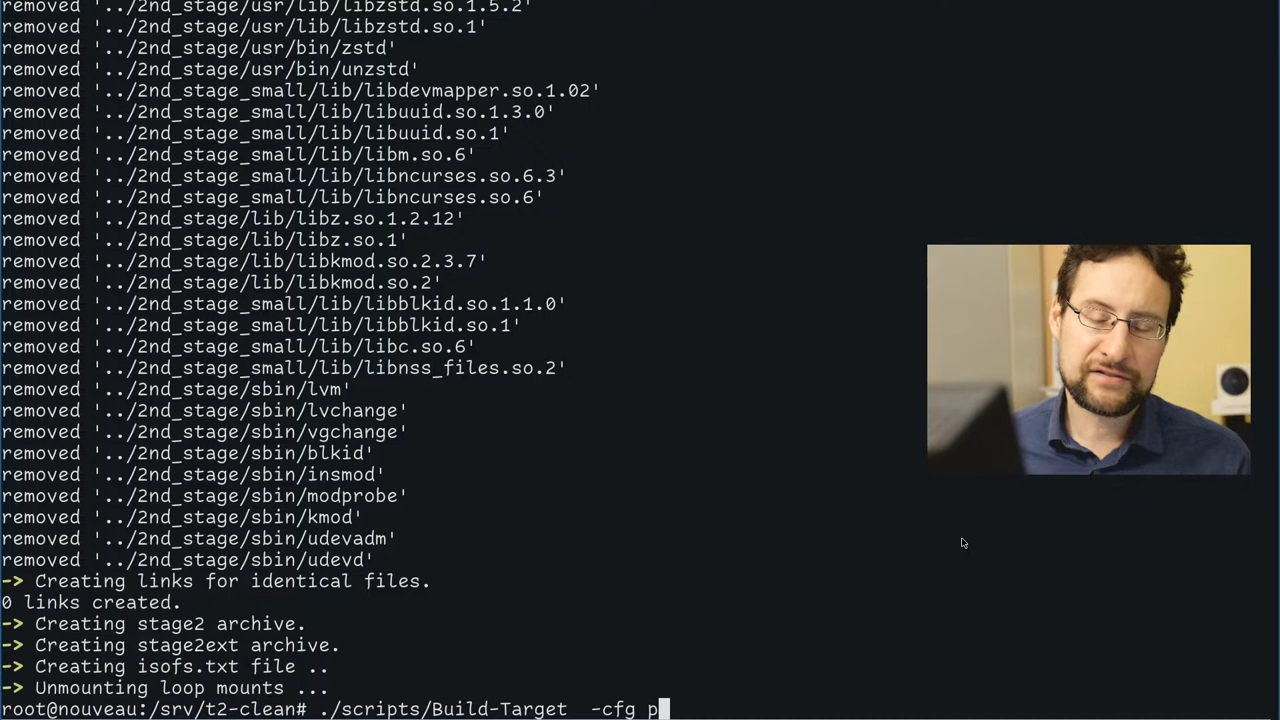 removed '../2nd_stage/usr/lib/libzstd.so.1.5.2'
removed '../2nd_stage/usr/lib/libzstd.so.1'
removed '../2nd_stage/usr/bin/zstd'
removed '../2nd_stage/usr/bin/unzstd'
removed '../2nd_stage_small/lib/libdevmapper.so.1.02'
removed '../2nd_stage_small/lib/libuuid.so.1.3.0'
removed '../2nd_stage_small/lib/libuuid.so.1'
removed '../2nd_stage_small/lib/libm.so.6'
removed '../2nd_stage_small/lib/libncurses.so.6.3'
removed '../2nd_stage_small/lib/libncurses.so.6'
removed '../2nd_stage/lib/libz.so.1.2.12'
removed '../2nd_stage/lib/libz.so.1'
removed '../2nd_stage/lib/libkmod.so.2.3.7'
removed '../2nd_stage/lib/libkmod.so.2'
removed '../2nd_stage_small/lib/libblkid.so.1.1.0'
removed '../2nd_stage_small/lib/libblkid.so.1'
removed '../2nd_stage_small/lib/libc.so.6'
removed '../2nd_stage_small/lib/libnss_files.so.2'
removed '../2nd_stage/sbin/lvm'
removed '../2nd_stage/sbin/lvchange'
removed '../2nd_stage/sbin/vgchange'
removed '../2nd_stage/sbin/blkid'
removed '../2nd_stage/sbin/insmod'
removed '../2nd_stage/sbin/modprobe'
removed '../2nd_stage/sbin/kmod'
removed '../2nd_stage/sbin/udevadm'
removed '../2nd_stage/sbin/udevd'
-> Creating links for identical files.
0 links created.
-> Creating stage2 archive.
-> Creating stage2ext archive.
-> Creating isofs.txt file ..
-> Unmounting loop mounts ...
root@nouveau:/srv/t2-clean# ./scripts/Build-Target  -cfg p